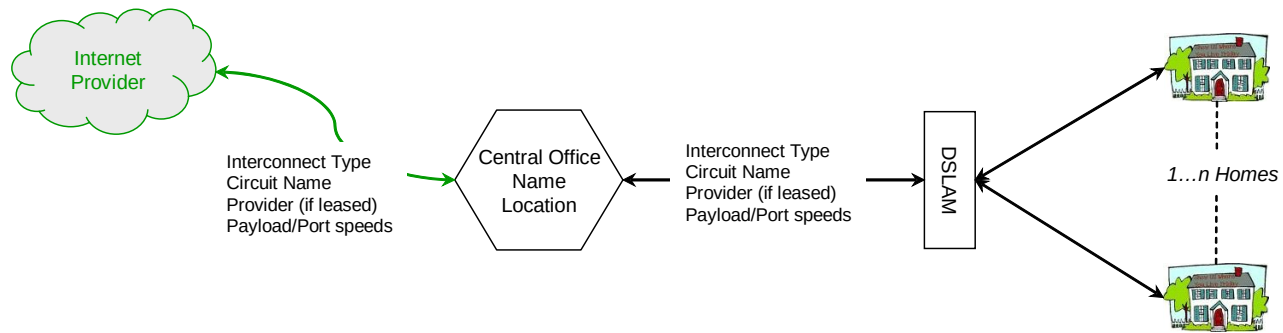 Internet
Provider
Interconnect Type
Circuit Name
Provider (if leased)
Payload/Port speeds
Central Office
Name
Location
Interconnect Type
Circuit Name
Provider (if leased)
Payload/Port speeds
DSLAM
1…n Homes